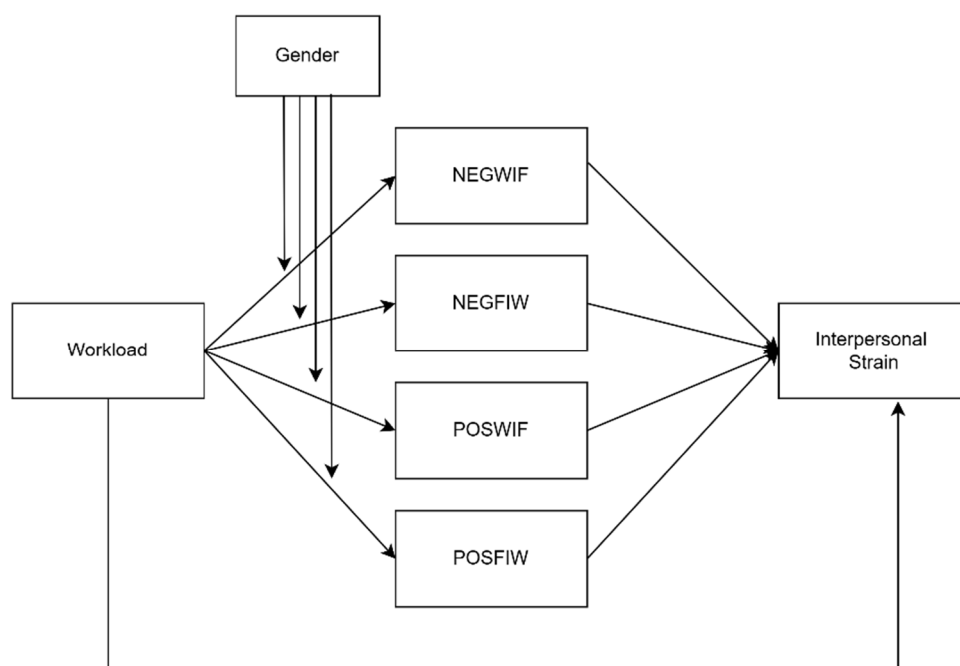 Gender
NEGWIF
NEGFIW
Workload
Interpersonal
Strain
POSWIF
POSFIW